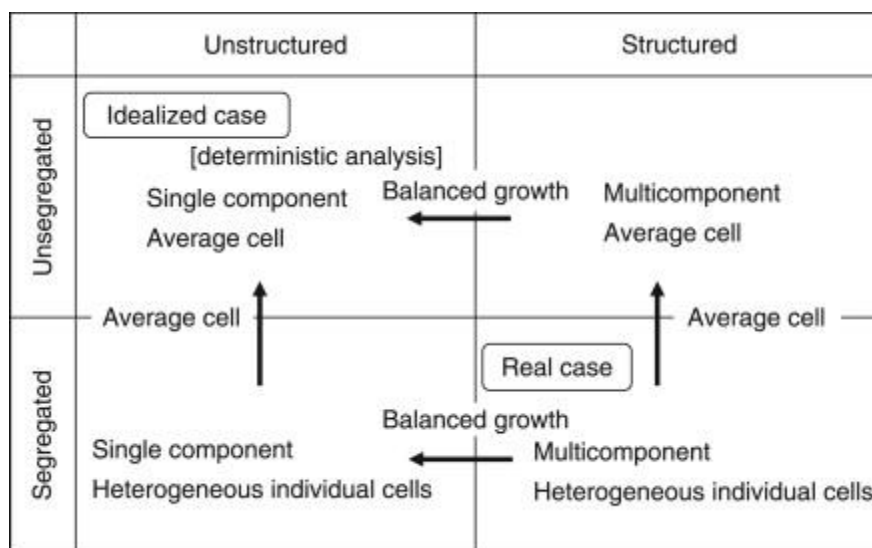 Unstructured
Structured
Unsegregated
Idealized case
[deterministic analysis]
Single component
Average cell
Balanced growth
Multicomponent
Average cell
Average cell
Average cell
Segregated
Real case
Balanced growth
Single component
Heterogeneous individual cells
Multicomponent
Heterogeneous individual cells